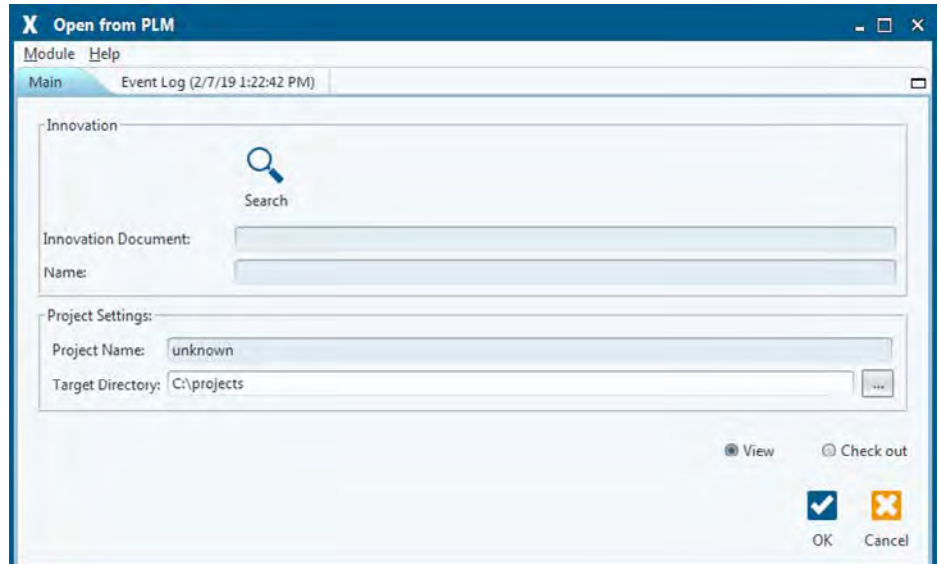 X Open from PLM
Module Help
Main Event Log (2/7/19 1:22:42 PM)
Innovation
Search
Innovation Document:
Name:
Project Settings:
Project Name: unknown
Target Directory: C:\projects ...
View Check out
OK Cancel